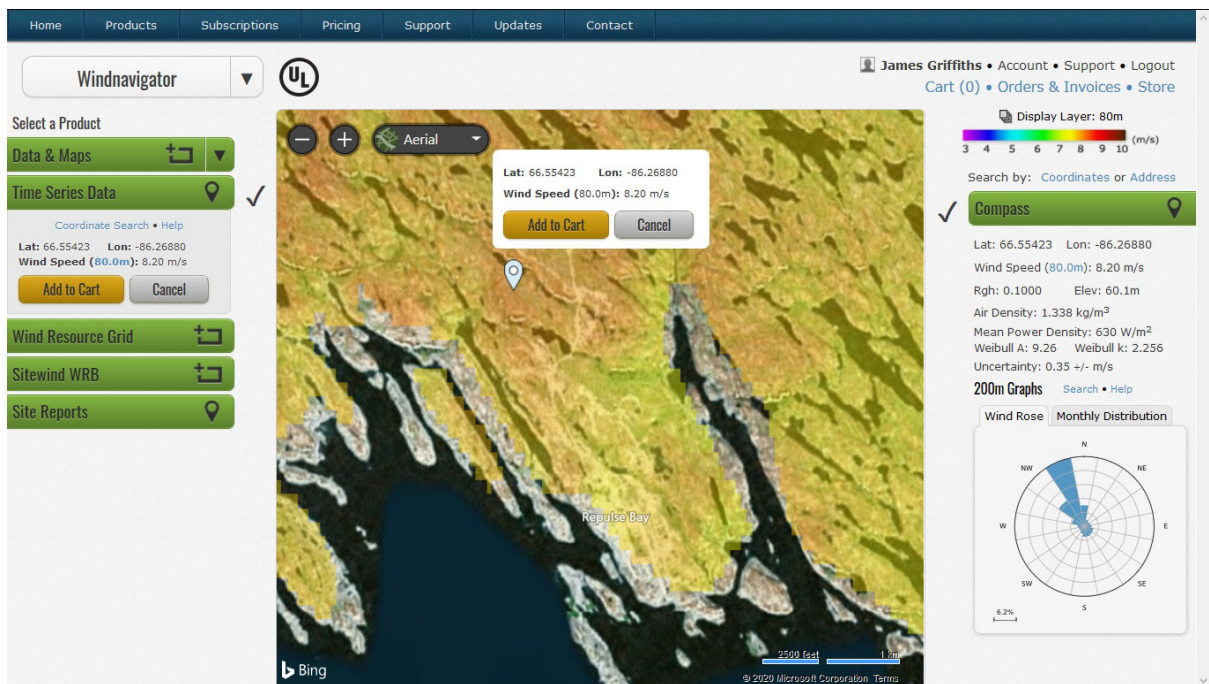 Home Products Subscriptions Pricing Support Updates Contact
Windnavigator ▼
UL
James Griffiths • Account • Support • Logout
Cart (0) • Orders & Invoices • Store
Select a Product
Data & Maps
Time Series Data
Coordinate Search • Help
Lat: 66.55423 Lon: -86.26880
Wind Speed (80.0m): 8.20 m/s
Add to Cart Cancel
Wind Resource Grid
Sitewind WRB
Site Reports
Aerial
Lat: 66.55423 Lon: -86.26880
Wind Speed (80.0m): 8.20 m/s
Add to Cart Cancel
Repulse Bay
Bing
2500 feet 1 km
© 2020 Microsoft Corporation Terms
Display Layer: 80m
3 4 5 6 7 8 9 10 (m/s)
Search by: Coordinates or Address
Compass
Lat: 66.55423 Lon: -86.26880
Wind Speed (80.0m): 8.20 m/s
Rgh: 0.1000 Elev: 60.1m
Air Density: 1.338 kg/m³
Mean Power Density: 630 W/m²
Weibull A: 9.26 Weibull k: 2.256
Uncertainty: 0.35 +/- m/s
200m Graphs Search • Help
Wind Rose Monthly Distribution
N
NW NE
W E
SW SE
S
6.2%